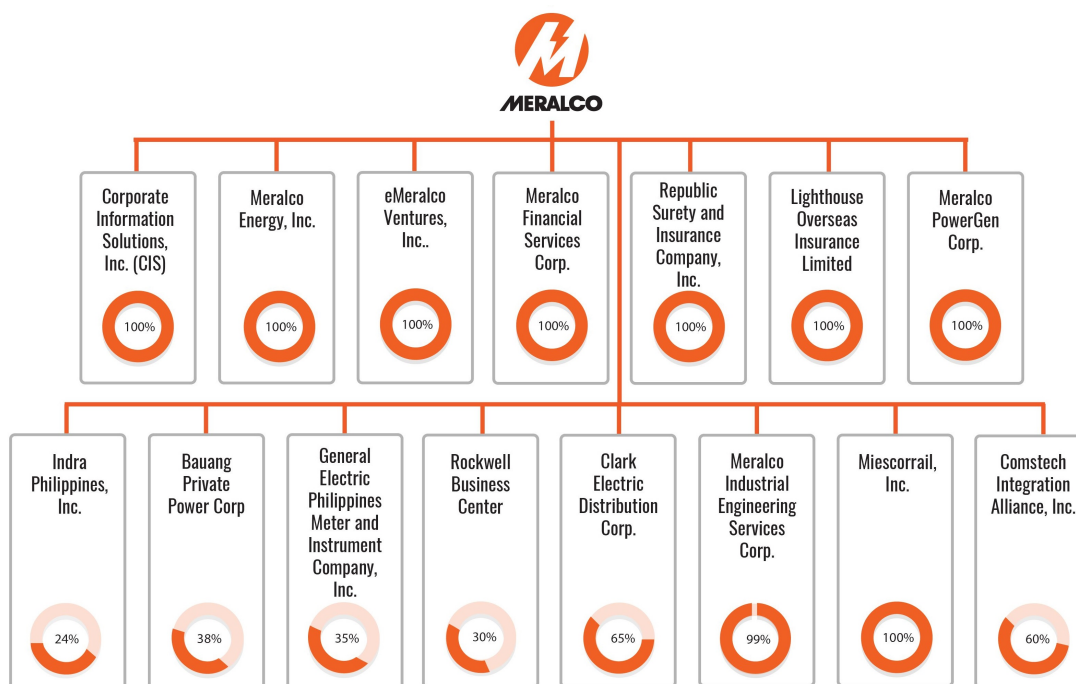 MERALCO
Corporate
Information
Solutions,
Inc. (CIS)
100%
Meralco
Energy, Inc.
100%
eMeralco
Ventures,
Inc..
100%
Meralco
Financial
Services
Corp.
100%
Republic
Surety and
Insurance
Company,
Inc.
100%
Lighthouse
Overseas
Insurance
Limited
100%
Meralco
PowerGen
Corp.
100%
Indra
Philippines,
Inc.
24%
Bauang
Private
Power Corp
38%
General
Electric
Philippines
Meter and
Instrument
Company,
Inc.
35%
Rockwell
Business
Center
30%
Clark
Electric
Distribution
Corp.
65%
Meralco
Industrial
Engineering
Services
Corp.
99%
Miescorrail,
Inc.
100%
Comstech
Integration
Alliance, Inc.
60%